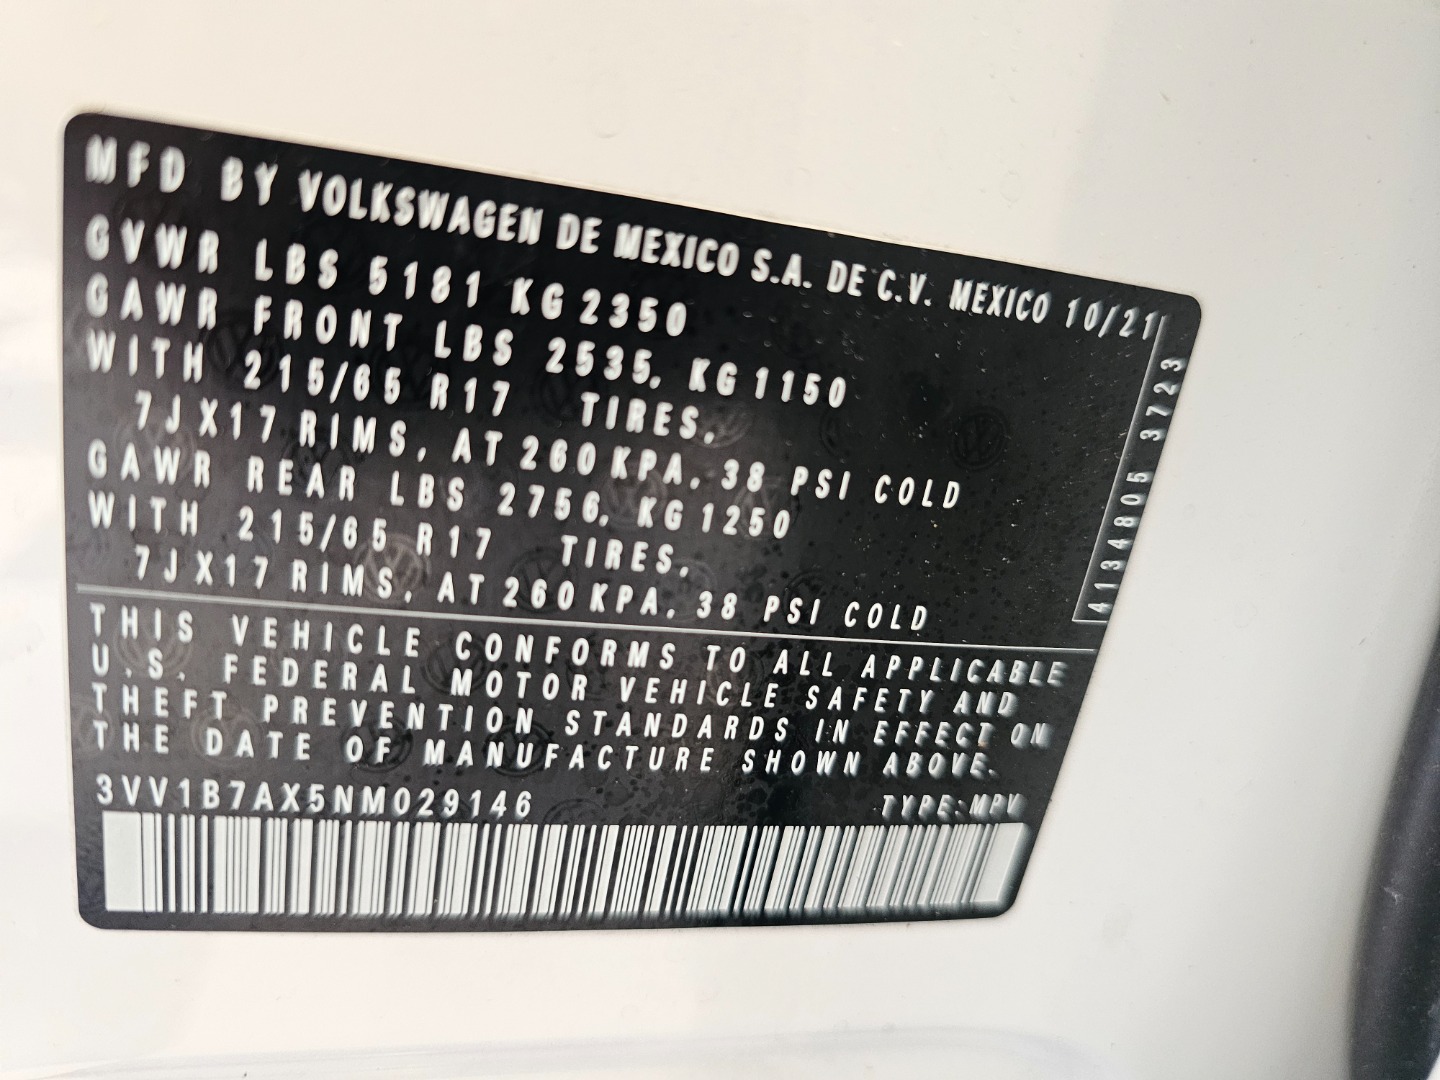 MFD BY VOLKSWAGEN DE MEXICO S.A. DE C.V. MEXICO 10/21
GVWR LBS 5181 KG 2350
GAWR FRONT LBS 2535, KG 1150
WITH 215/65 R17 TIRES,
7J X17 RIMS, AT 260 KPA, 38 PSI COLD
GAWR REAR LBS 2756, KG 1250
WITH 215/65 R17 TIRES,
7J X17 RIMS, AT 260 KPA, 38 PSI COLD
4134805 3723
THIS VEHICLE CONFORMS TO ALL APPLICABLE
U.S. FEDERAL MOTOR VEHICLE SAFETY AND
THEFT PREVENTION STANDARDS IN EFFECT ON
THE DATE OF MANUFACTURE SHOWN ABOVE.
3VV1B7AX5NM029146 TYPE:MPV